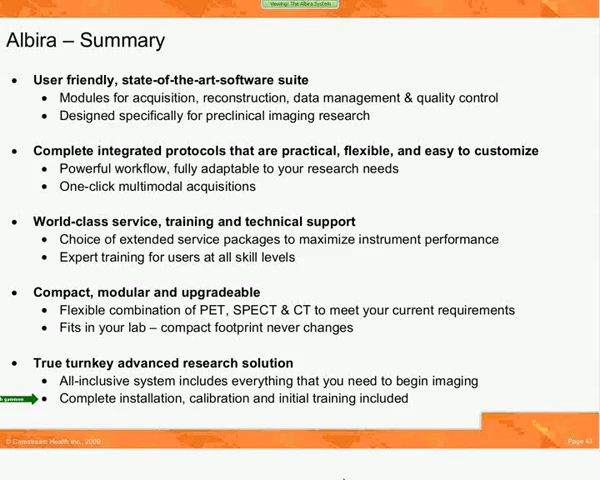 Viewing: The Albira System
Albira – Summary
• User friendly, state-of-the-art-software suite
• Modules for acquisition, reconstruction, data management & quality control
• Designed specifically for preclinical imaging research
• Complete integrated protocols that are practical, flexible, and easy to customize
• Powerful workflow, fully adaptable to your research needs
• One-click multimodal acquisitions
• World-class service, training and technical support
• Choice of extended service packages to maximize instrument performance
• Expert training for users at all skill levels
• Compact, modular and upgradeable
• Flexible combination of PET, SPECT & CT to meet your current requirements
• Fits in your lab – compact footprint never changes
• True turnkey advanced research solution
• All-inclusive system includes everything that you need to begin imaging
• Complete installation, calibration and initial training included
© Carestream Health Inc., 2009
Page 43